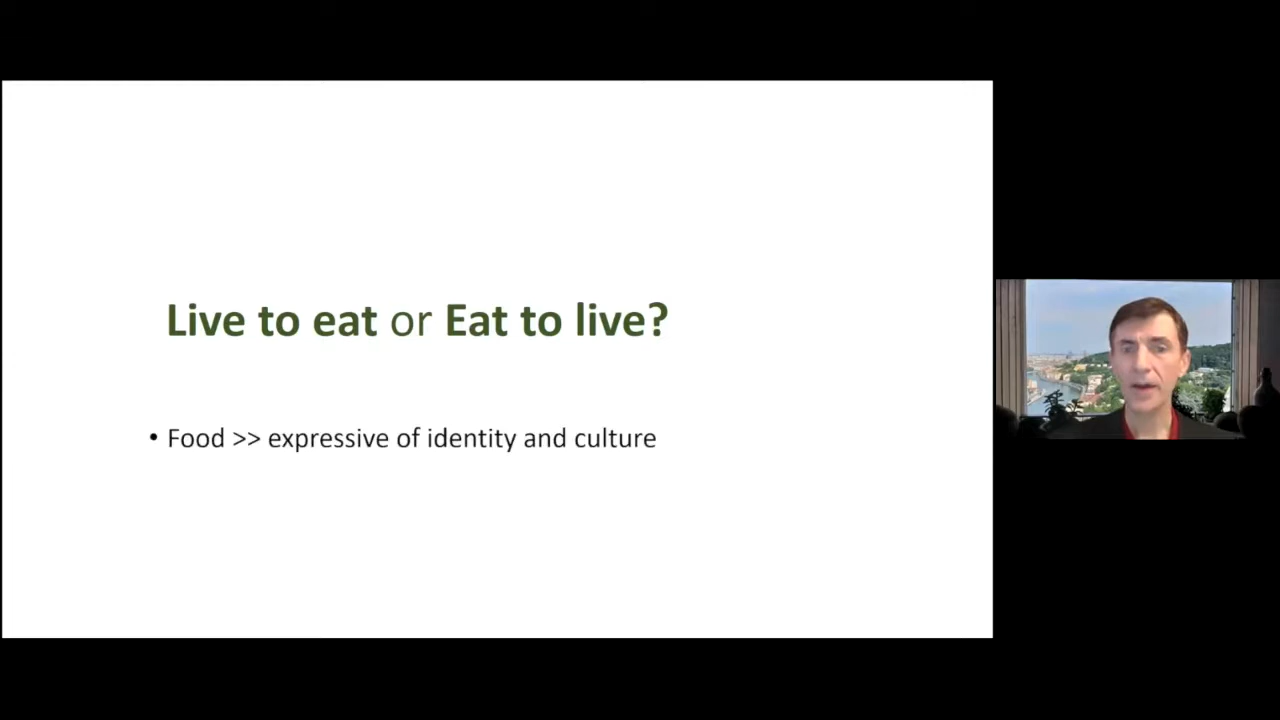 Live to eat or Eat to live?
• Food >> expressive of identity and culture